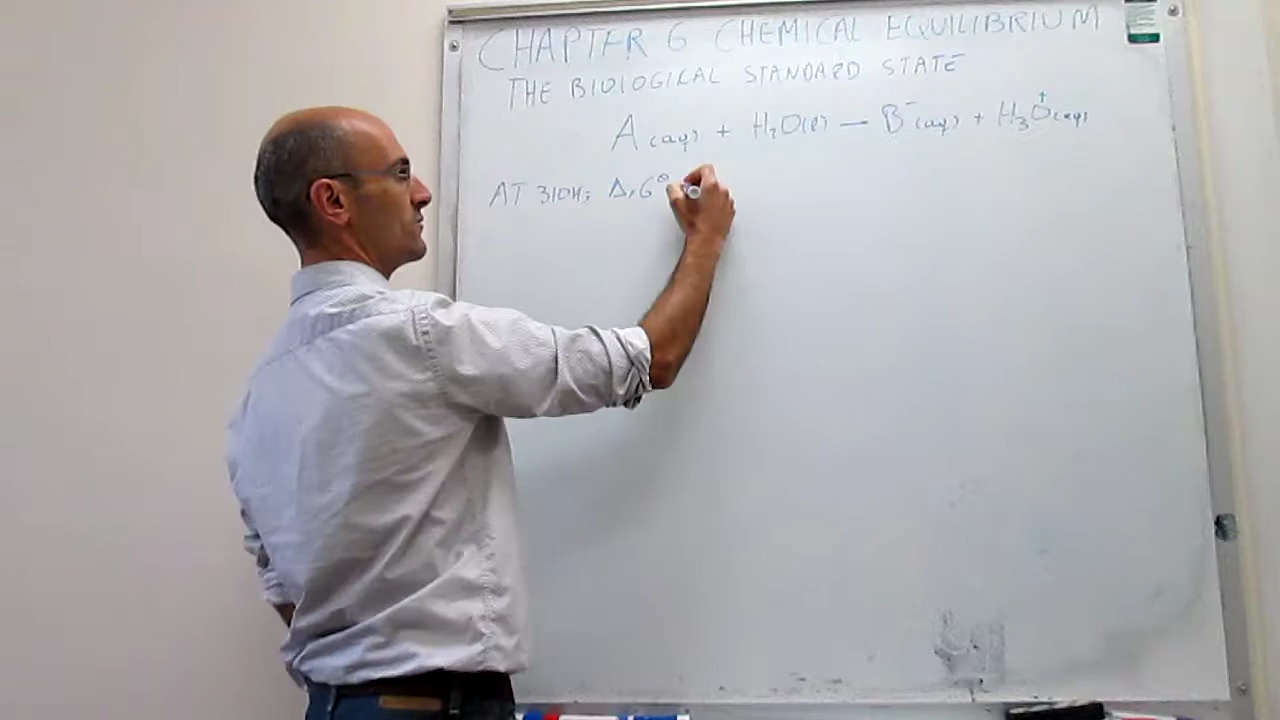 CHAPTER 6 CHEMICAL EQUILIBRIUM
THE BIOLOGICAL STANDARD STATE
A(aq) + H₂O(l) — B⁻(aq) + H₃O⁺(aq)
AT 310K; ΔrG°